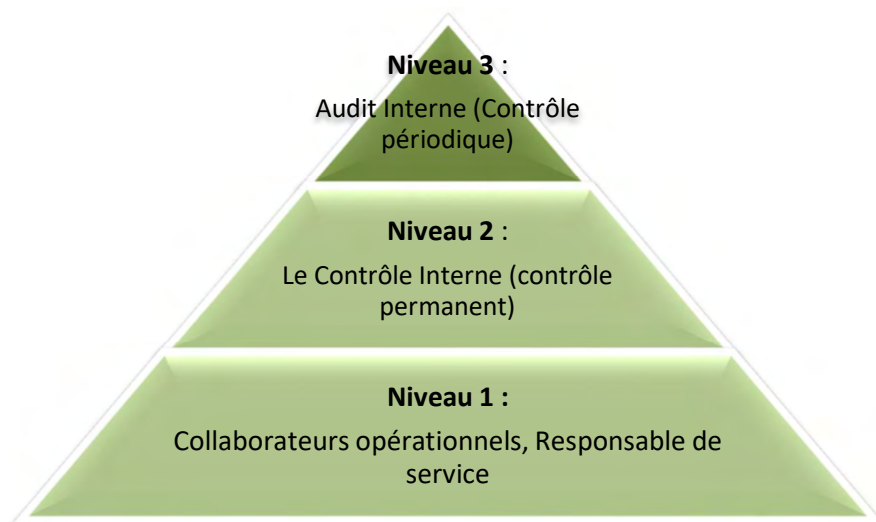 Niveau 3 :
Audit Interne (Contrôle
périodique)
Niveau 2 :
Le Contrôle Interne (contrôle
permanent)
Niveau 1 :
Collaborateurs opérationnels, Responsable de
service